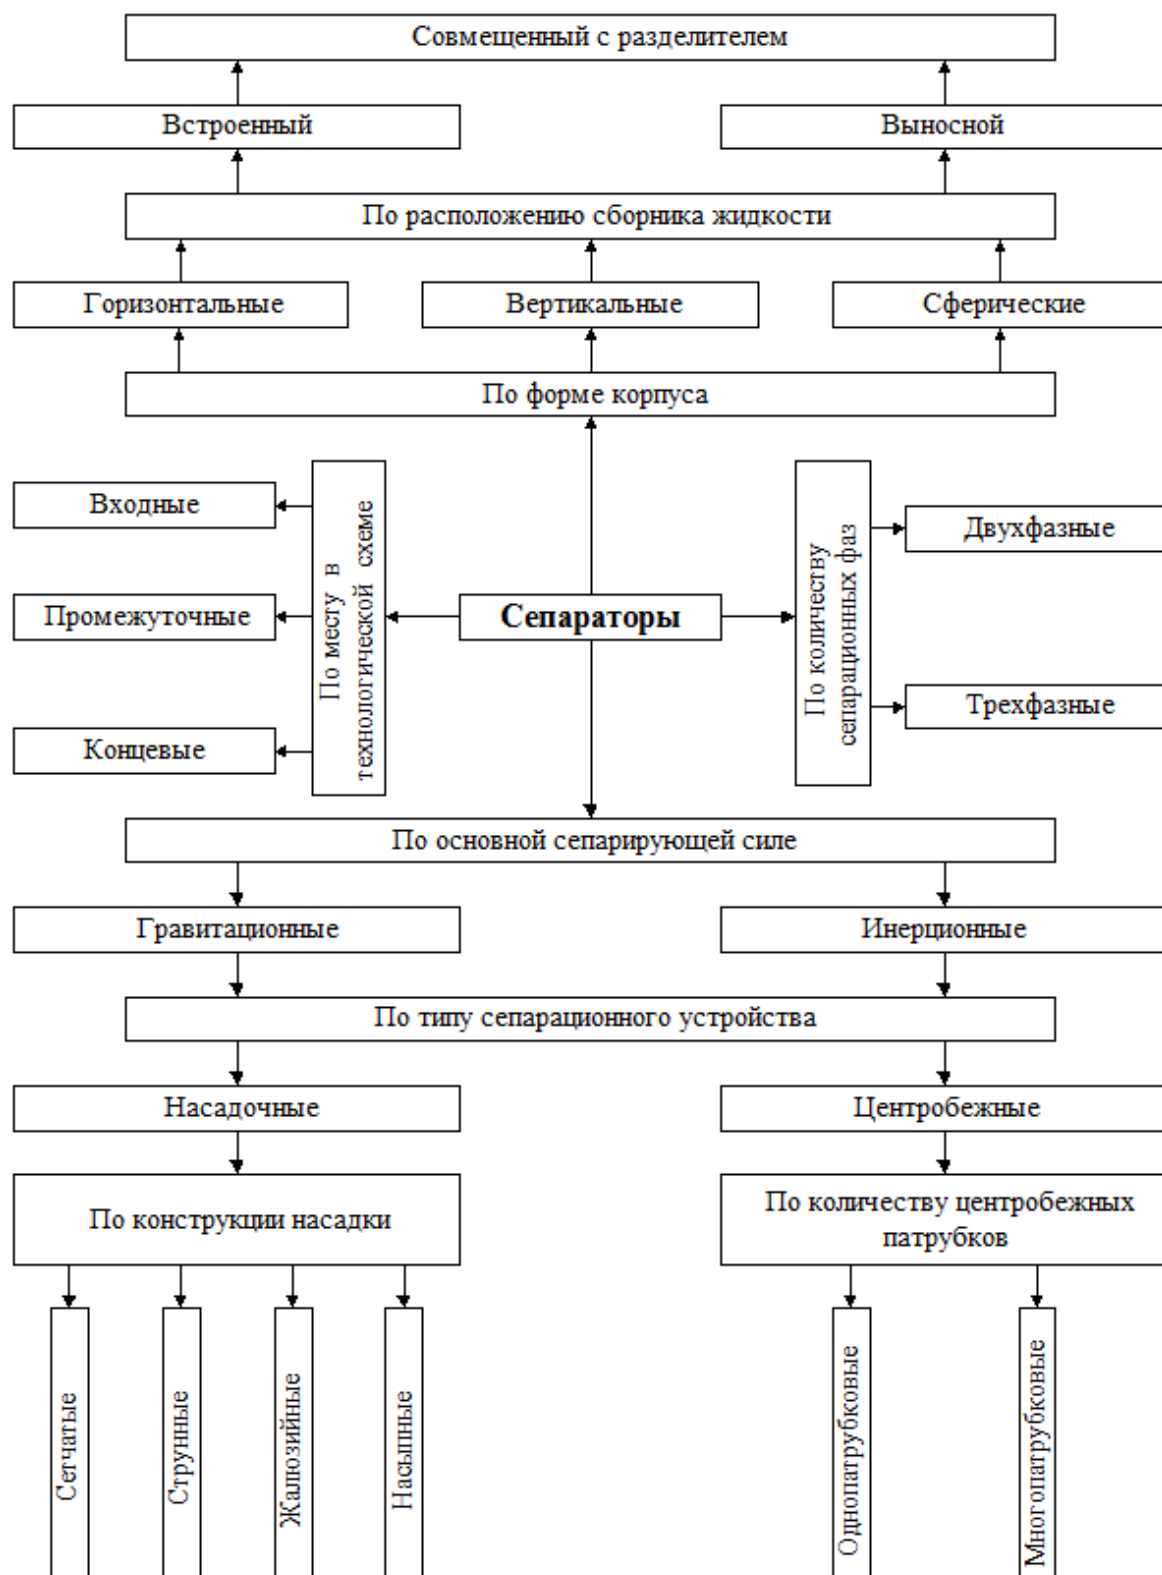 Совмещенный с разделителем
Встроенный
Выносной
По расположению сборника жидкости
Горизонтальные
Вертикальные
Сферические
По форме корпуса
Входные
Промежуточные
Концевые
По месту в
технологической схеме
Сепараторы
По количеству
сепарационных фаз
Двухфазные
Трехфазные
По основной сепарирующей силе
Гравитационные
Инерционные
По типу сепарационного устройства
Насадочные
Центробежные
По конструкции насадки
По количеству центробежных
патрубков
Сетчатые
Струнные
Жалюзийные
Насыпные
Однопатрубковые
Многопатрубковые